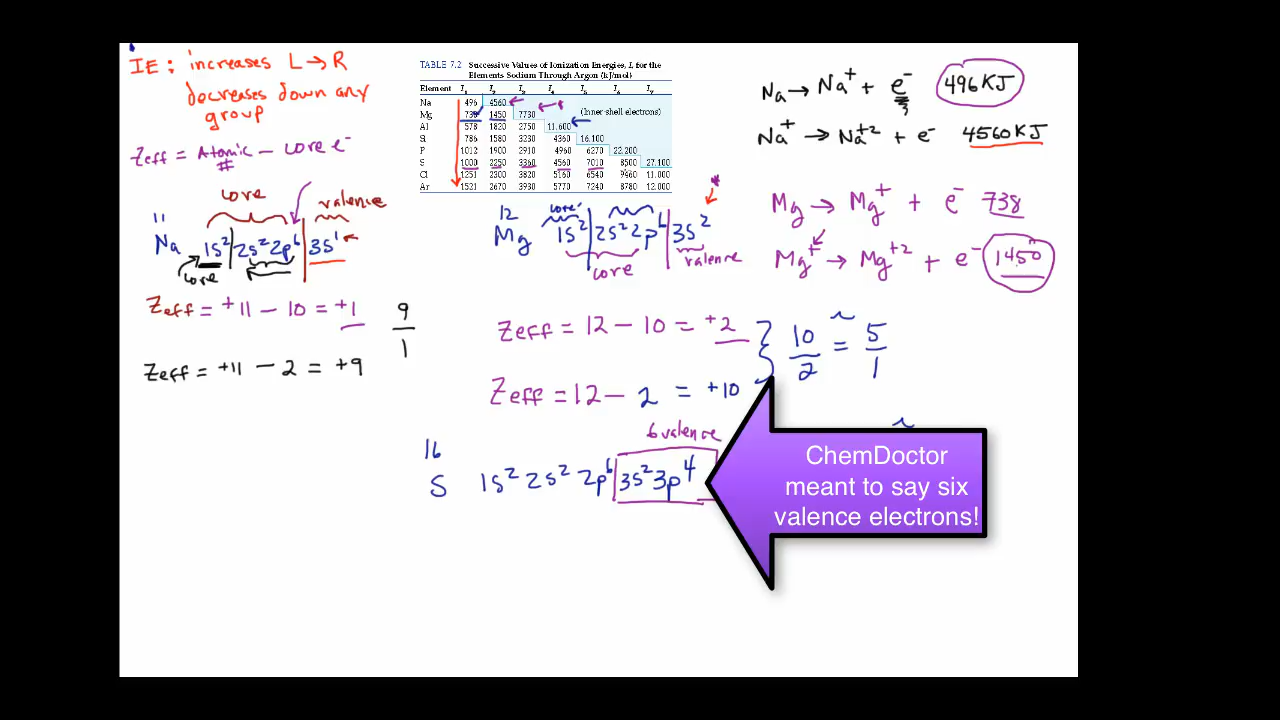 IE: increases L → R
decreases down any
group
Zeff = Atomic # - core e⁻
TABLE 7.2 Successive Values of Ionization Energies, I, for the
Elements Sodium Through Argon (kJ/mol)
Element I₁ I₂ I₃ I₄ I₅ I₆ I₇
Na 496 4560 (Inner-shell electrons)
Mg 738 1450 7730
Al 578 1820 2750 11.600
Si 786 1580 3230 4360 16.100
P 1012 1900 2910 4960 6270 22.200
S 1000 2250 3360 4560 7010 8500 27.100
Cl 1251 2300 3820 5160 6540 9460 11.000
Ar 1521 2670 3930 5770 7240 8780 12.000
Na → Na⁺ + e⁻ 496 KJ
Na⁺ → Na⁺² + e⁻ 4560 KJ
core valence
11
Na 1s² 2s² 2p⁶ 3s¹
core
Zeff = +11 - 10 = +1
Zeff = +11 - 2 = +9
9
1
core
12
Mg 1s² 2s² 2p⁶ 3s² *
core valence
Mg → Mg⁺ + e⁻ 738
Mg⁺ → Mg⁺² + e⁻ 1450
Zeff = 12 - 10 = +2
Zeff = 12 - 2 = +10
10/2 = 5/1
6 valence
16
S 1s² 2s² 2p⁶ 3s² 3p⁴
ChemDoctor
meant to say six
valence electrons!